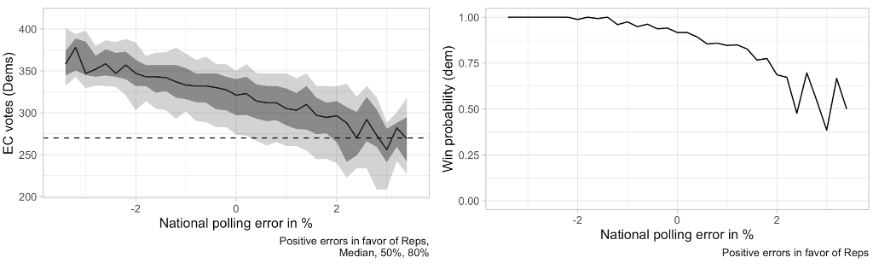 EC votes (Dems)
400
350
300
250
200
-2
0
2
National polling error in %
Positive errors in favor of Reps,
Median, 50%, 80%
Win probability (dem)
1.00
0.75
0.50
0.25
0.00
-2
0
2
National polling error in %
Positive errors in favor of Reps